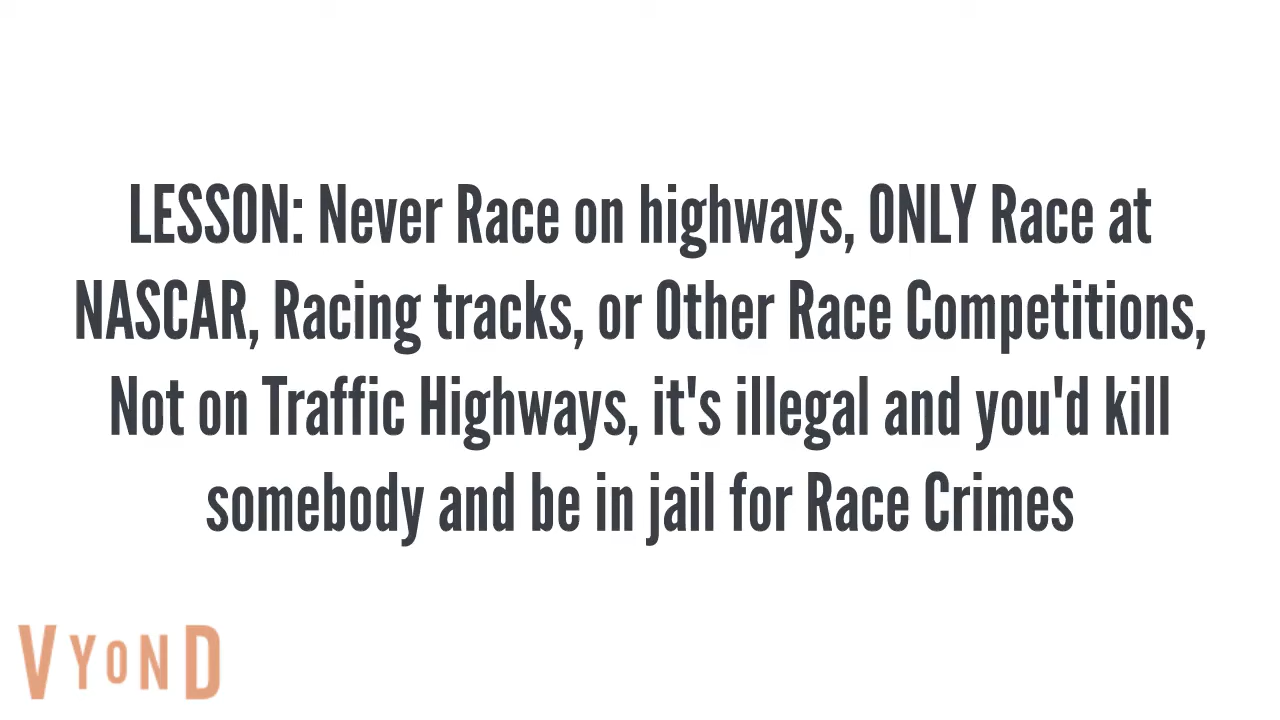 LESSON: Never Race on highways, ONLY Race at
NASCAR, Racing tracks, or Other Race Competitions,
Not on Traffic Highways, it's illegal and you'd kill
somebody and be in jail for Race Crimes
VYOND